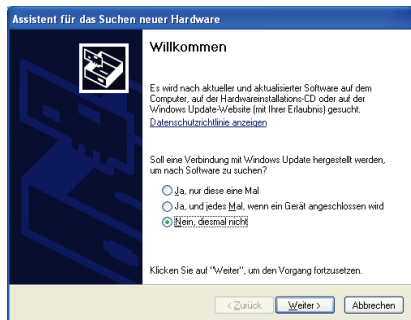 Assistent für das Suchen neuer Hardware
Willkommen
Es wird nach aktueller und aktualisierter Software auf dem
Computer, auf der Hardwareinstallations-CD oder auf der
Windows Update-Website (mit Ihrer Erlaubnis) gesucht.
Datenschutzrichtlinie anzeigen
Soll eine Verbindung mit Windows Update hergestellt werden,
um nach Software zu suchen?
Ja, nur diese eine Mal
Ja, und jedes Mal, wenn ein Gerät angeschlossen wird
Nein, diesmal nicht
Klicken Sie auf "Weiter", um den Vorgang fortzusetzen.
< Zurück Weiter > Abbrechen